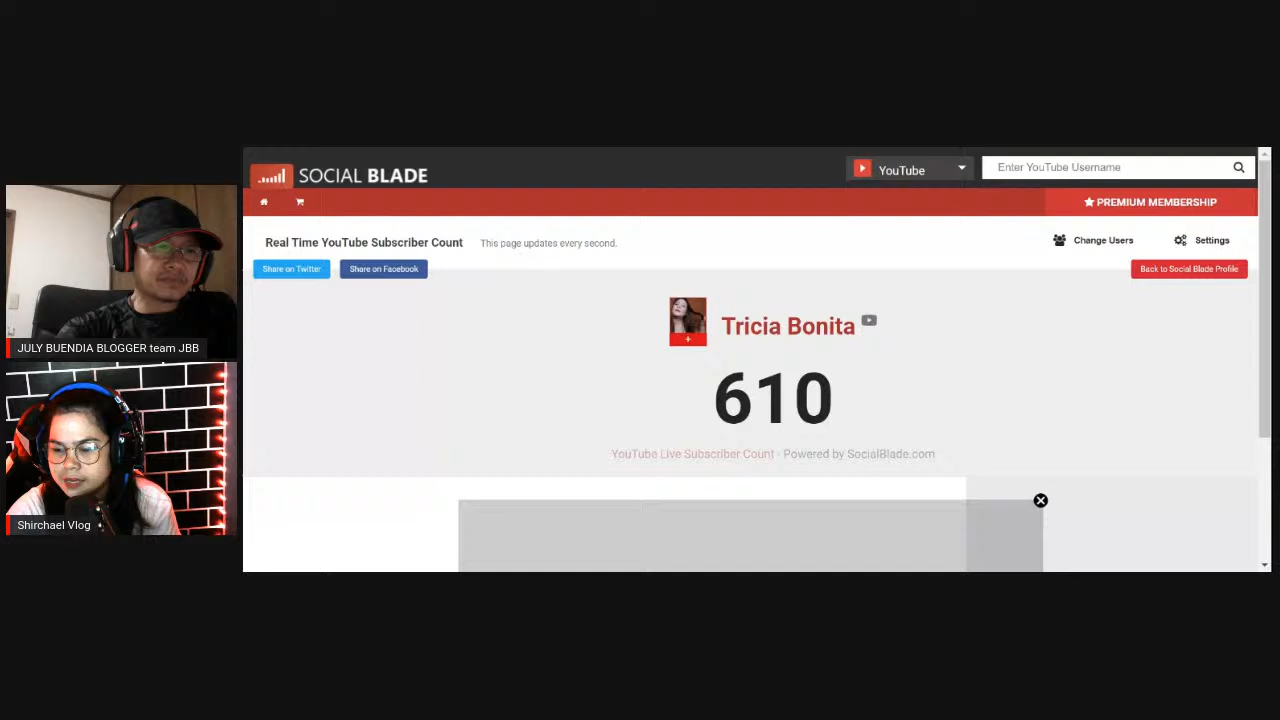 SOCIAL BLADE
YouTube
Enter YouTube Username
PREMIUM MEMBERSHIP
Real Time YouTube Subscriber Count
This page updates every second.
Change Users
Settings
Share on Twitter
Share on Facebook
Back to Social Blade Profile
+
Tricia Bonita
610
YouTube Live Subscriber Count - Powered by SocialBlade.com
JULY BUENDIA BLOGGER team JBB
Shirchael Vlog